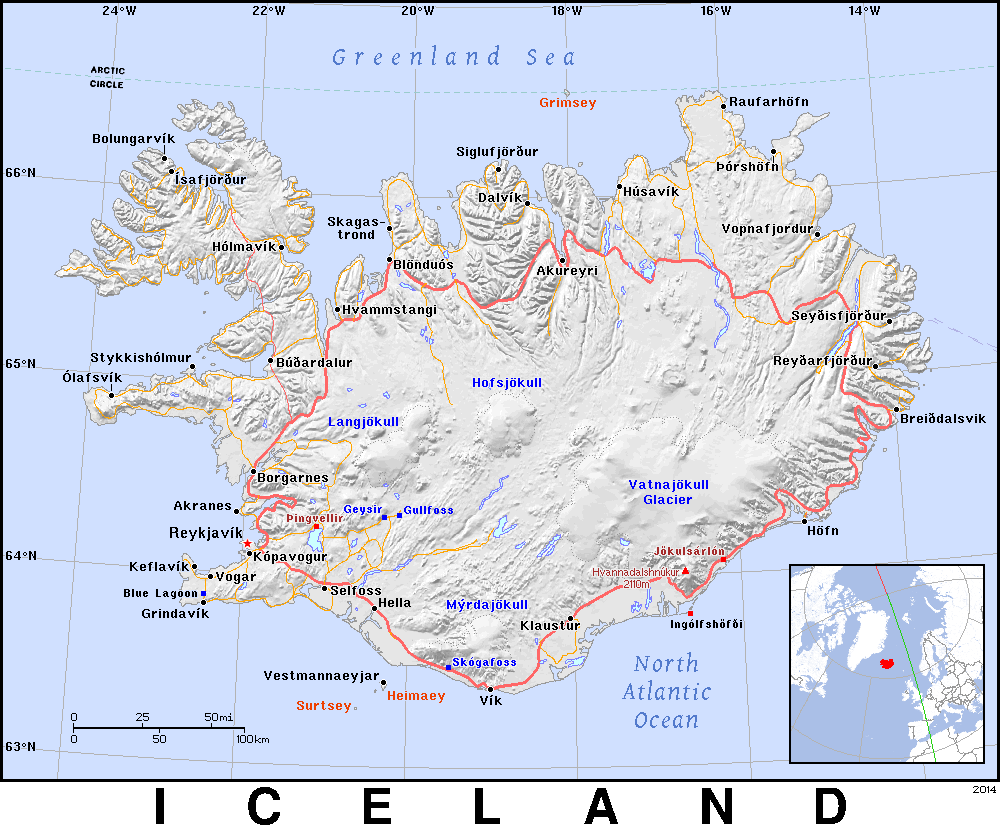 24°W
22°W
20°W
18°W
16°W
14°W
Greenland Sea
ARCTIC
CIRCLE
Grimsey
Raufarhöfn
Bolungarvík
Siglufjörður
Þórshöfn
66°N
Ísafjörður
Húsavík
Dalvík
Skagas-
trond
Vopnafjordur
Hólmavík
Blönduós
Akureyri
Hvammstangi
Seyðisfjörður
Stykkishólmur
65°N
Búðardalur
Reyðarfjörður
Ólafsvík
Hofsjökull
Langjökull
Breiðdalsvik
Borgarnes
Vatnajökull
Glacier
Akranes
Geysir
Gullfoss
Þingvellir
Reykjavík
Höfn
64°N
Kópavogur
Jökulsárlón
Keflavík
Vogar
Hvannadalshnúkur
2110m
Blue Lagoon
Selfoss
Grindavík
Hella
Mýrdajökull
Klaustur
Ingólfshöfði
Skógafoss
North
Atlantic
Ocean
Vestmannaeyjar
Heimaey
Vík
Surtsey
0 25 50mi
0 50 100km
63°N
2014
I C E L A N D